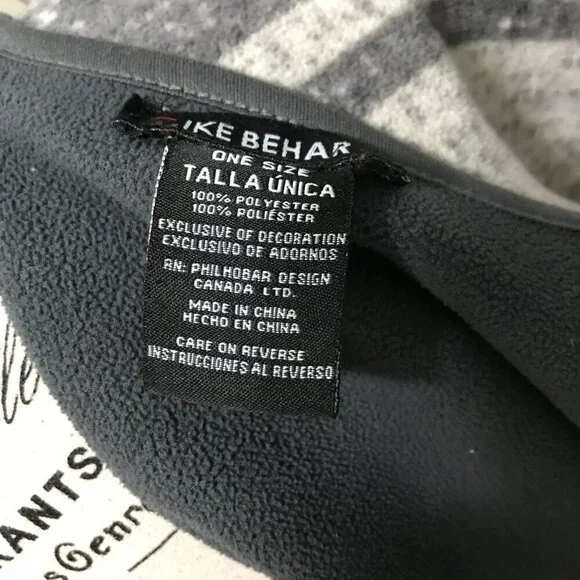 IKE BEHAR
ONE SIZE
TALLA ÚNICA
100% POLYESTER
100% POLIÉSTER
EXCLUSIVE OF DECORATION
EXCLUSIVO DE ADORNOS
RN: PHILHOBAR DESIGN
CANADA LTD.
MADE IN CHINA
HECHO EN CHINA
CARE ON REVERSE
INSTRUCCIONES AL REVERSO